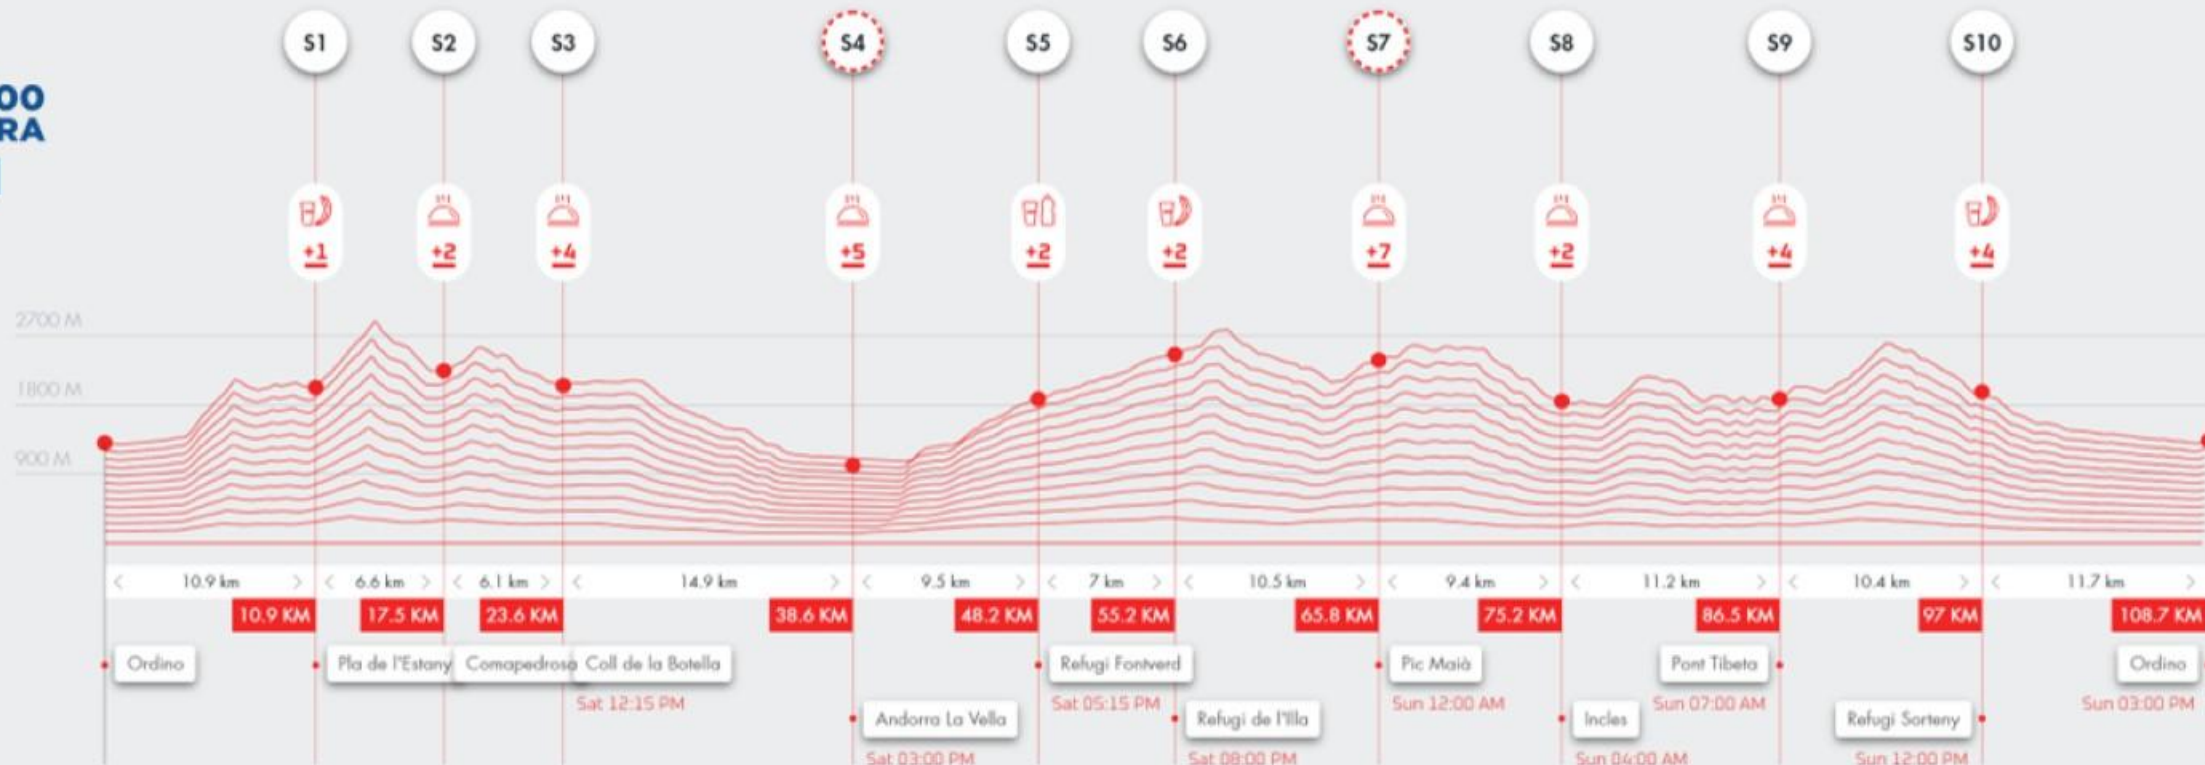 S1 S2 S3 S4 S5 S6 S7 S8 S9 S10
00
RA
+1 +2 +4 +5 +2 +2 +7 +2 +4 +4
2700 M
1800 M
900 M
10.9 km 6.6 km 6.1 km 14.9 km 9.5 km 7 km 10.5 km 9.4 km 11.2 km 10.4 km 11.7 km
10.9 KM 17.5 KM 23.6 KM 38.6 KM 48.2 KM 55.2 KM 65.8 KM 75.2 KM 86.5 KM 97 KM 108.7 KM
Ordino Pla de l'Estany Comapedrosa Coll de la Botella Refugi Fontverd Pic Maià Pont Tibeta Ordino
Sat 12:15 PM Sat 05:15 PM Sun 12:00 AM Sun 07:00 AM Sun 03:00 PM
Andorra La Vella Refugi de l'Illa Incles Refugi Sorteny
Sat 03:00 PM Sat 08:00 PM Sun 04:00 AM Sun 12:00 PM